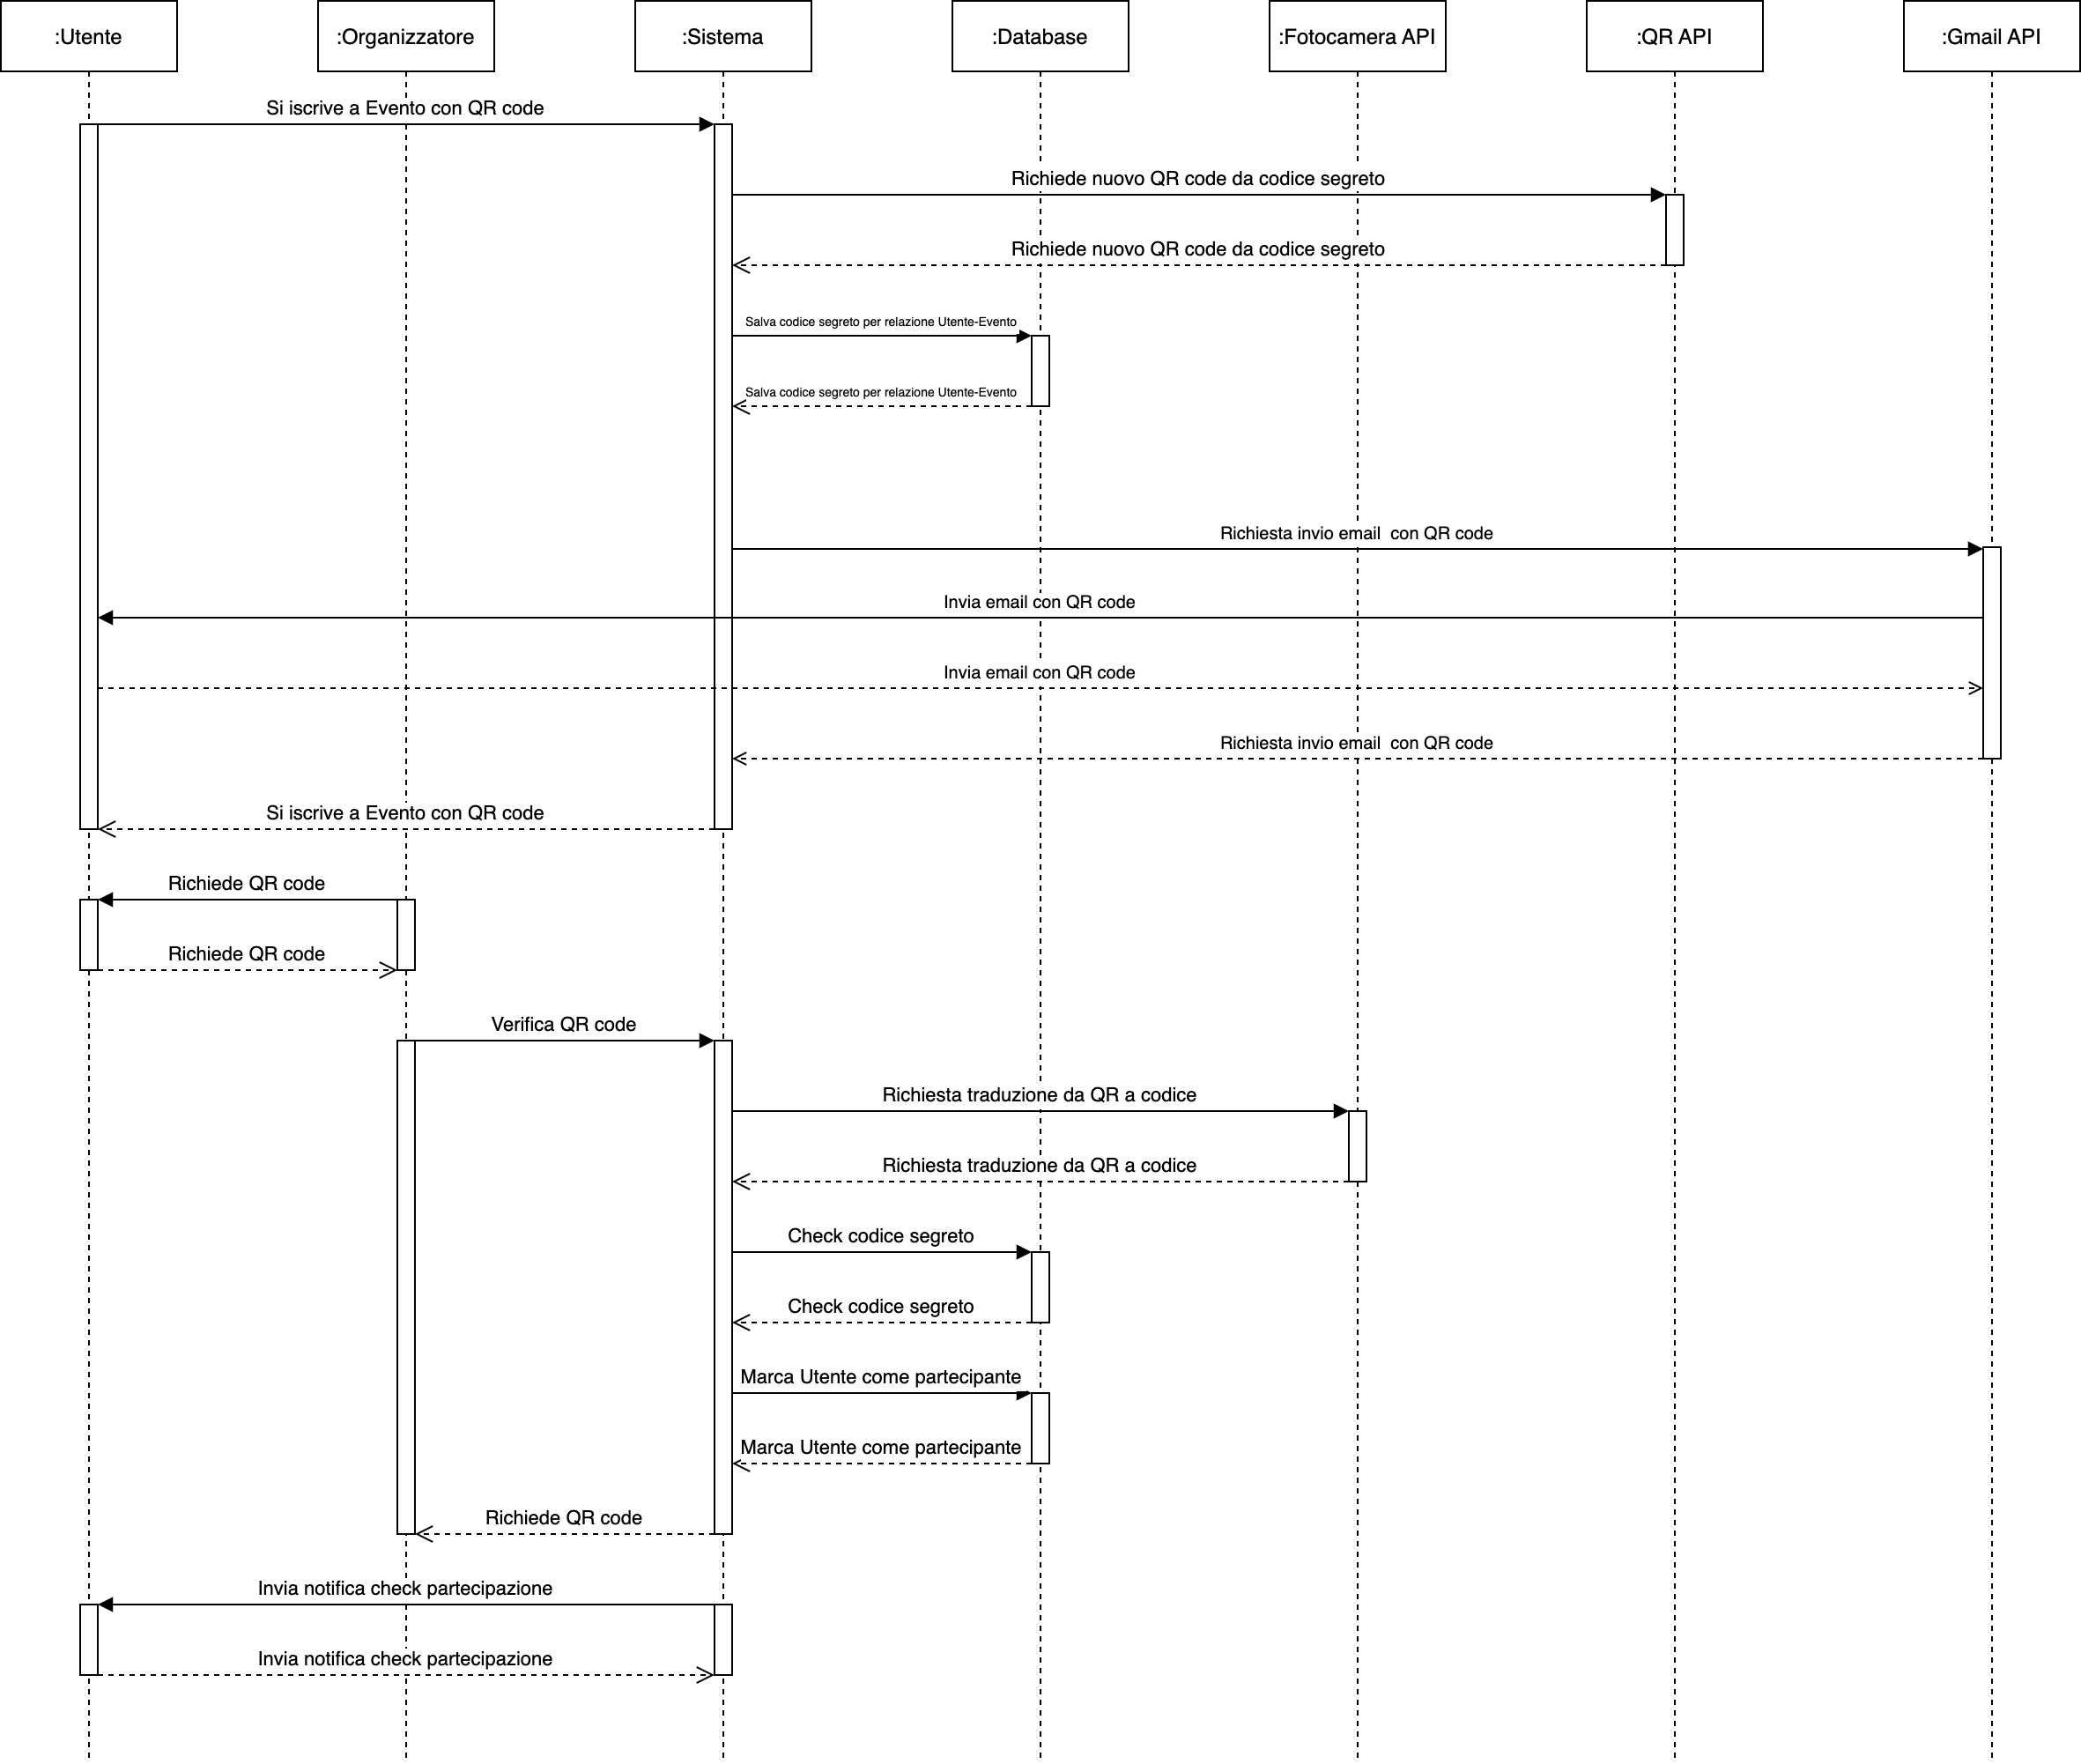 :Utente
:Organizzatore
:Sistema
:Database
:Fotocamera API
:QR API
:Gmail API
Si iscrive a Evento con QR code
Richiede nuovo QR code da codice segreto
Richiede nuovo QR code da codice segreto
Salva codice segreto per relazione Utente-Evento
Salva codice segreto per relazione Utente-Evento
Richiesta invio email  con QR code
Invia email con QR code
Invia email con QR code
Richiesta invio email  con QR code
Si iscrive a Evento con QR code
Richiede QR code
Richiede QR code
Verifica QR code
Richiesta traduzione da QR a codice
Richiesta traduzione da QR a codice
Check codice segreto
Check codice segreto
Marca Utente come partecipante
Marca Utente come partecipante
Richiede QR code
Invia notifica check partecipazione
Invia notifica check partecipazione